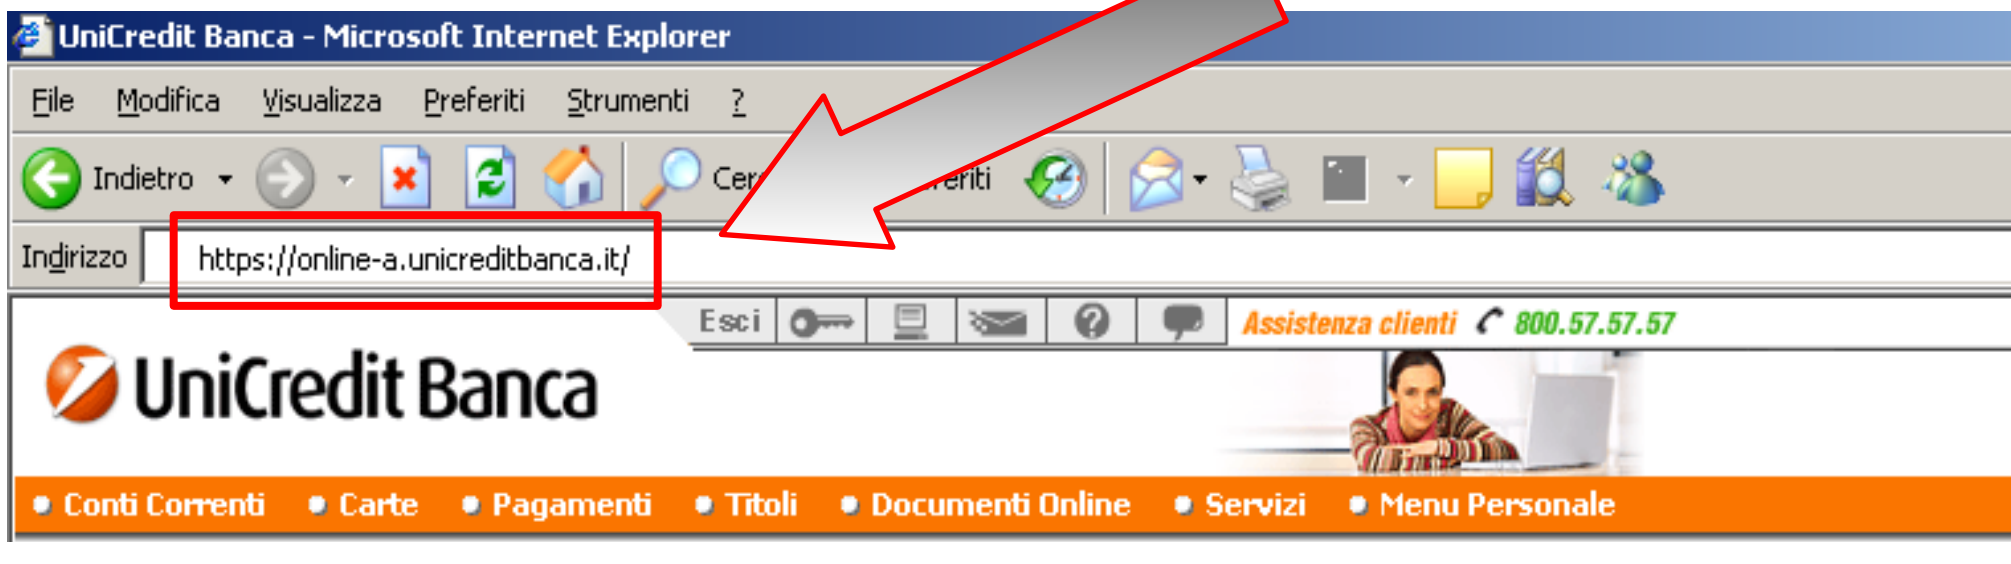 UniCredit Banca - Microsoft Internet Explorer
File Modifica Visualizza Preferiti Strumenti ?
Indietro
Indirizzo https://online-a.unicreditbanca.it/
Esci Assistenza clienti 800.57.57.57
UniCredit Banca
Conti Correnti Carte Pagamenti Titoli Documenti Online Servizi Menu Personale